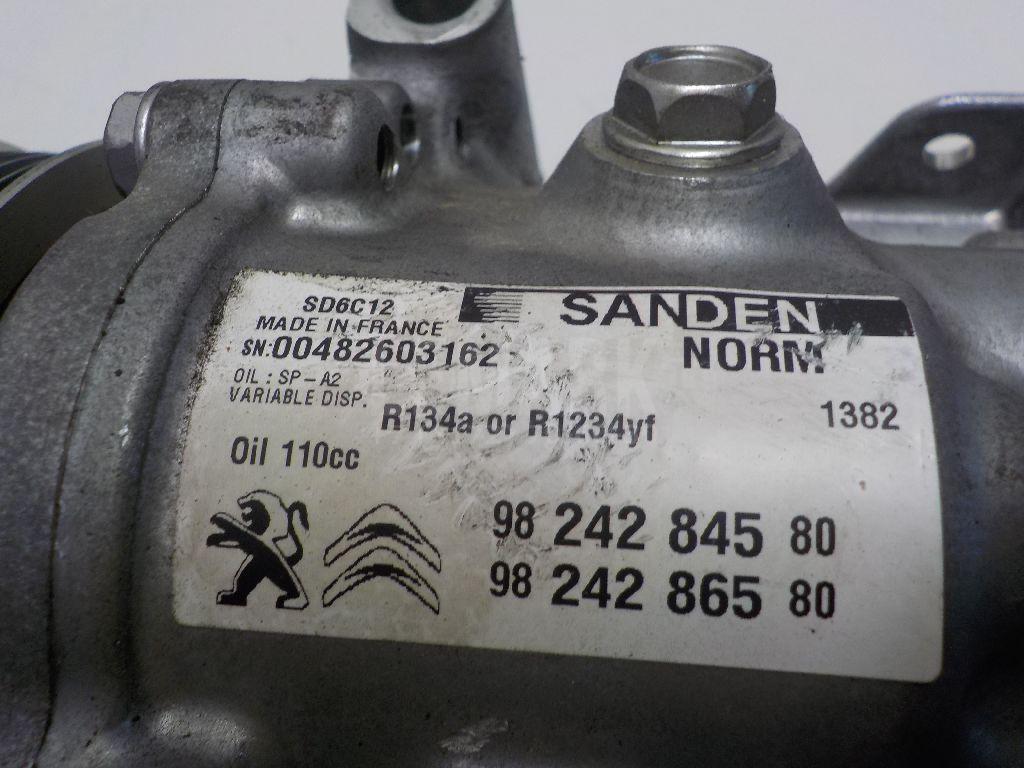 SD6C12
SANDEN
MADE IN FRANCE
SN:00482603162
NORM
OIL : SP-A2
VARIABLE DISP.
R134a or R1234yf
1382
Oil 110cc
98 242 845 80
98 242 865 80